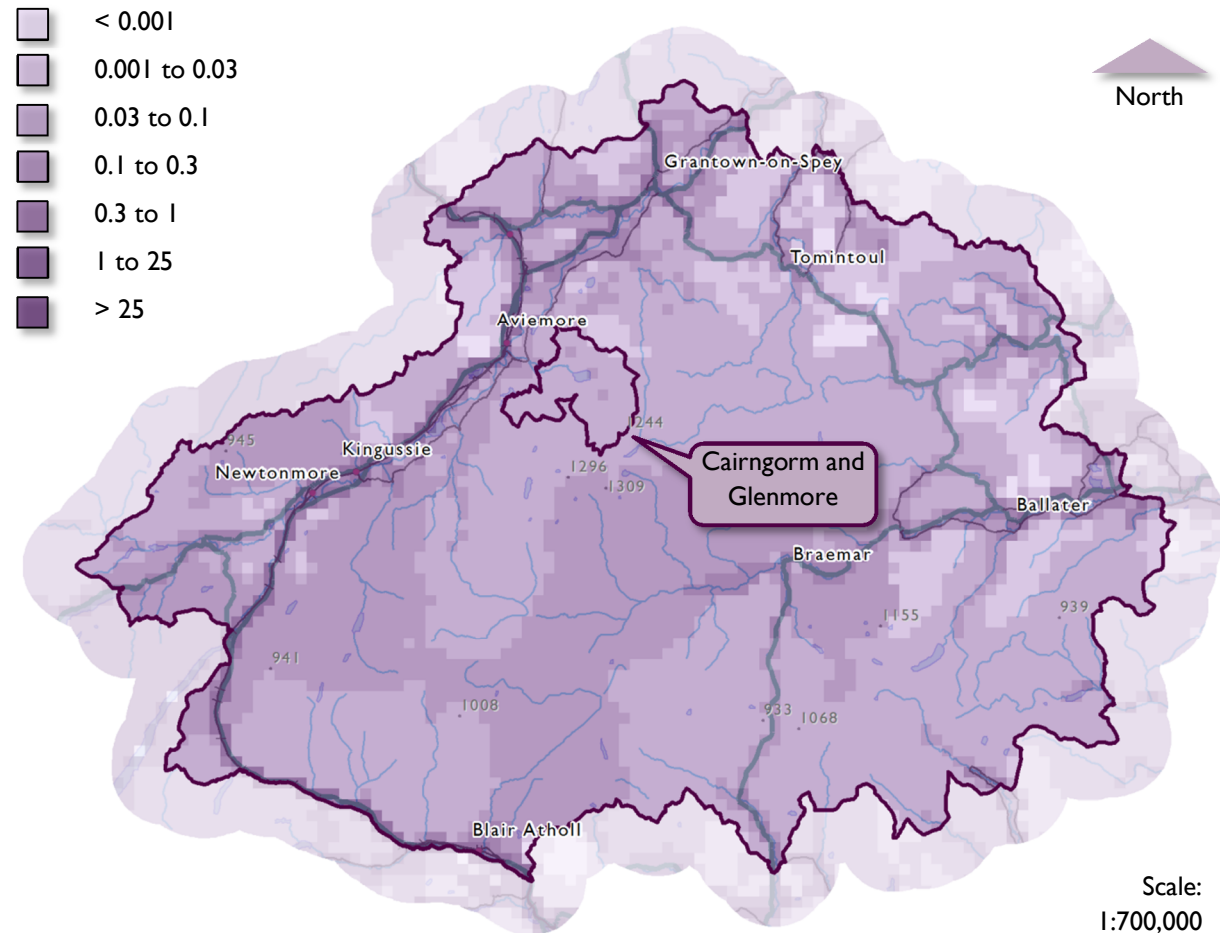 < 0.001
0.001 to 0.03
0.03 to 0.1
0.1 to 0.3
0.3 to 1
1 to 25
> 25
North
Grantown-on-Spey
Tomintoul
Aviemore
1244
945
Kingussie
Newtonmore
1296
1309
Cairngorm and
Glenmore
Ballater
Braemar
1155
939
941
1008
933
1068
Blair Atholl
Scale:
1:700,000